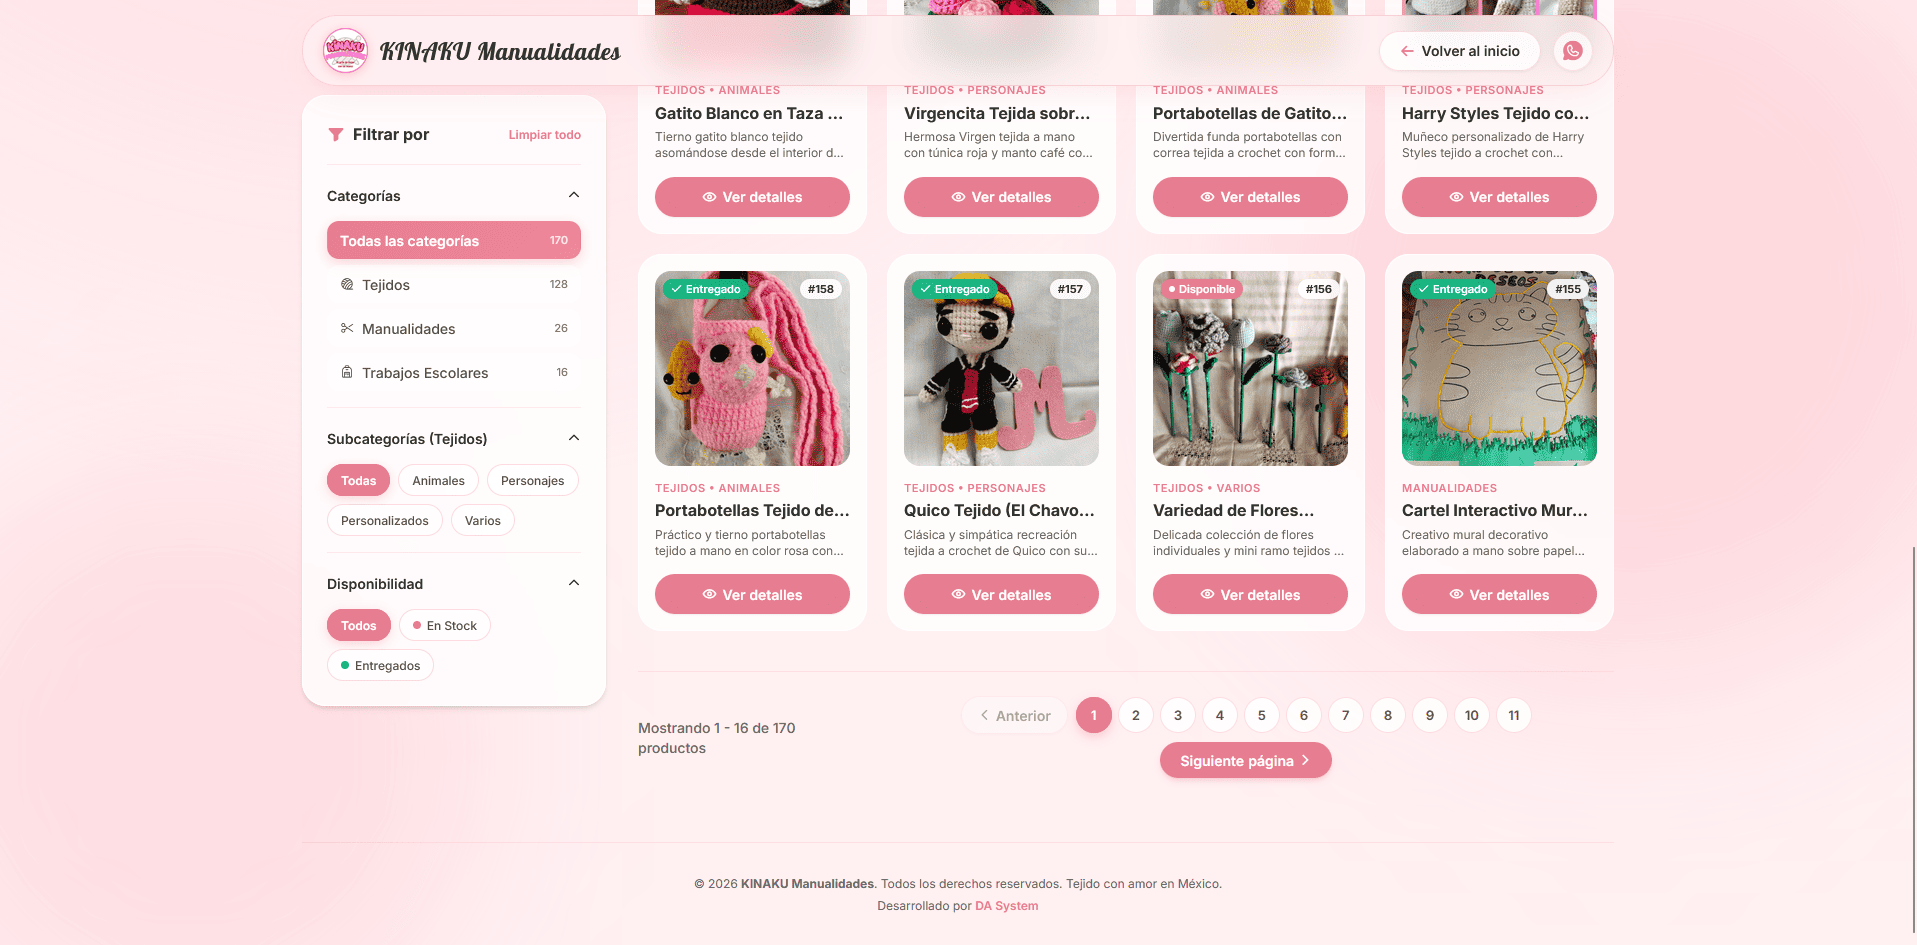 KINAKU
KINAKU Manualidades
Volver al inicio
Filtrar por
Limpiar todo
Categorías
Todas las categorías 170
Tejidos 128
Manualidades 26
Trabajos Escolares 16
Subcategorías (Tejidos)
Todas
Animales
Personajes
Personalizados
Varios
Disponibilidad
Todos
En Stock
Entregados
TEJIDOS • ANIMALES
Gatito Blanco en Taza ...
Tierno gatito blanco tejido
asomándose desde el interior d...
Ver detalles
TEJIDOS • PERSONAJES
Virgencita Tejida sobr...
Hermosa Virgen tejida a mano
con túnica roja y manto café co...
Ver detalles
TEJIDOS • ANIMALES
Portabotellas de Gatito...
Divertida funda portabotellas con
correa tejida a crochet con form...
Ver detalles
TEJIDOS • PERSONAJES
Harry Styles Tejido co...
Muñeco personalizado de Harry
Styles tejido a crochet con...
Ver detalles
Entregado
#158
TEJIDOS • ANIMALES
Portabotellas Tejido de...
Práctico y tierno portabotellas
tejido a mano en color rosa con...
Ver detalles
Entregado
#157
M
TEJIDOS • PERSONAJES
Quico Tejido (El Chavo...
Clásica y simpática recreación
tejida a crochet de Quico con su...
Ver detalles
Disponible
#156
TEJIDOS • VARIOS
Variedad de Flores...
Delicada colección de flores
individuales y mini ramo tejidos ...
Ver detalles
Entregado
#155
MANUALIDADES
Cartel Interactivo Mur...
Creativo mural decorativo
elaborado a mano sobre papel...
Ver detalles
Mostrando 1 - 16 de 170
productos
Anterior
1 2 3 4 5 6 7 8 9 10 11
Siguiente página
© 2026 KINAKU Manualidades. Todos los derechos reservados. Tejido con amor en México.
Desarrollado por DA System